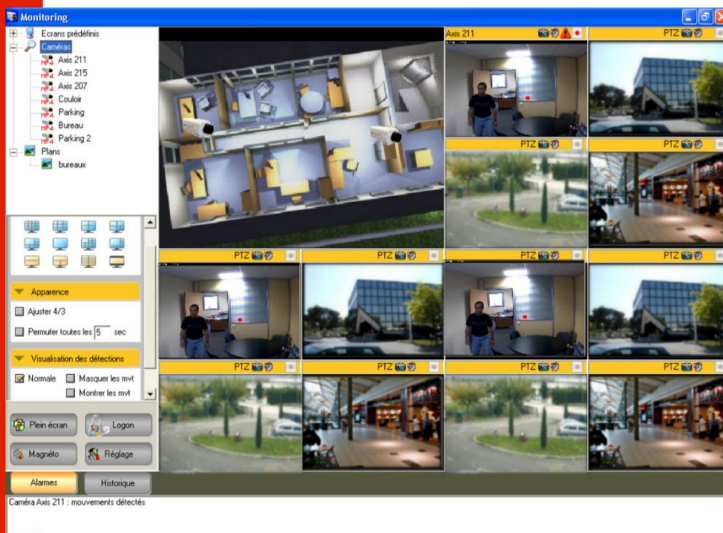 Monitoring
Ecrans prédéfinis
Caméras
Axis 211
Axis 215
Axis 207
Couloir
Parking
Bureau
Parking 2
Plans
bureaux
Apparence
Ajuster 4/3
Permuter toutes les 5 sec
Visualisation des détections
Normale Masquer les mvt
Montrer les mvt
Plein écran Logon
Magnéto Réglage
Alarmes Historique
Caméra Axis 211 : mouvements détectés
Axis 211 PTZ
PTZ PTZ
PTZ PTZ PTZ PTZ
PTZ PTZ PTZ PTZ